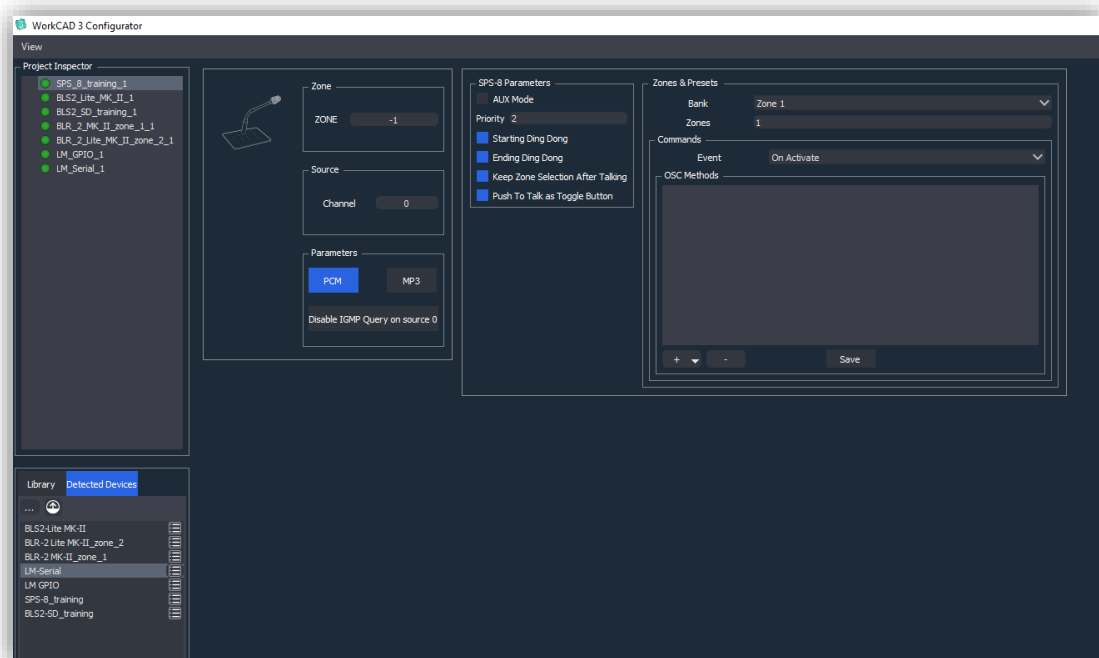 WorkCAD 3 Configurator
View
Project Inspector
SPS_8_training_1
BLS2_Lite_MK_II_1
BLS2_SD_training_1
BLR_2_MK_II_zone_1_1
BLR_2_Lite_MK_II_zone_2_1
LM_GPIO_1
LM_Serial_1
Zone
ZONE -1
Source
Channel 0
Parameters
PCM MP3
Disable IGMP Query on source 0
SPS-8 Parameters
AUX Mode
Priority 2
Starting Ding Dong
Ending Ding Dong
Keep Zone Selection After Talking
Push To Talk as Toggle Button
Zones & Presets
Bank Zone 1
Zones 1
Commands
Event On Activate
OSC Methods
+ - Save
Library Detected Devices
...
BLS2-Lite MK-II
BLR-2 Lite MK-II_zone_2
BLR-2 MK-II_zone_1
LM-Serial
LM GPIO
SPS-8_training
BLS2-SD_training